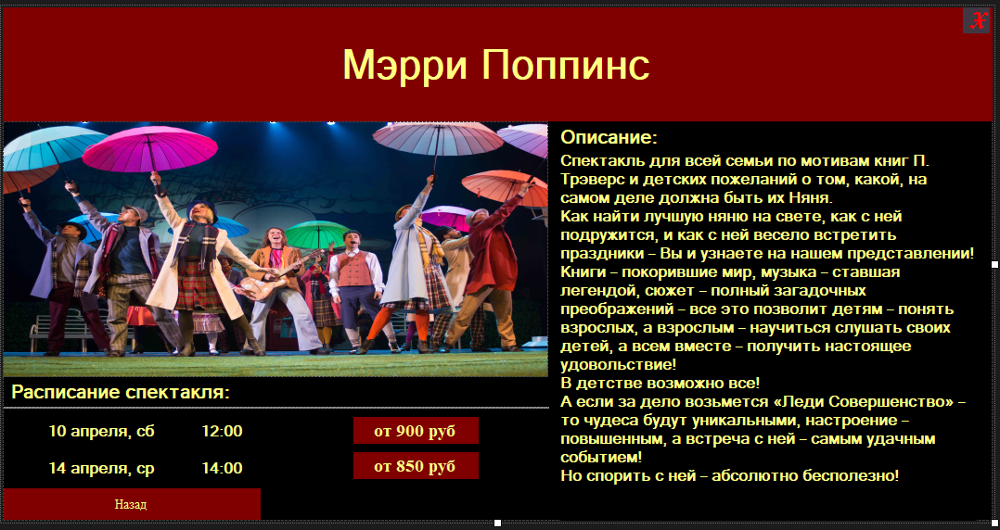 X
Мэрри Поппинс
Описание:
Спектакль для всей семьи по мотивам книг П.
Трэверс и детских пожеланий о том, какой, на
самом деле должна быть их Няня.
Как найти лучшую няню на свете, как с ней
подружится, и как с ней весело встретить
праздники – Вы и узнаете на нашем представлении!
Книги – покорившие мир, музыка – ставшая
легендой, сюжет – полный загадочных
преображений – все это позволит детям – понять
взрослых, а взрослым – научиться слушать своих
детей, а всем вместе – получить настоящее
удовольствие!
В детстве возможно все!
А если за дело возьмется «Леди Совершенство» –
то чудеса будут уникальными, настроение –
повышенным, а встреча с ней – самым удачным
событием!
Но спорить с ней – абсолютно бесполезно!
Расписание спектакля:
10 апреля, сб 12:00 от 900 руб
14 апреля, ср 14:00 от 850 руб
Назад